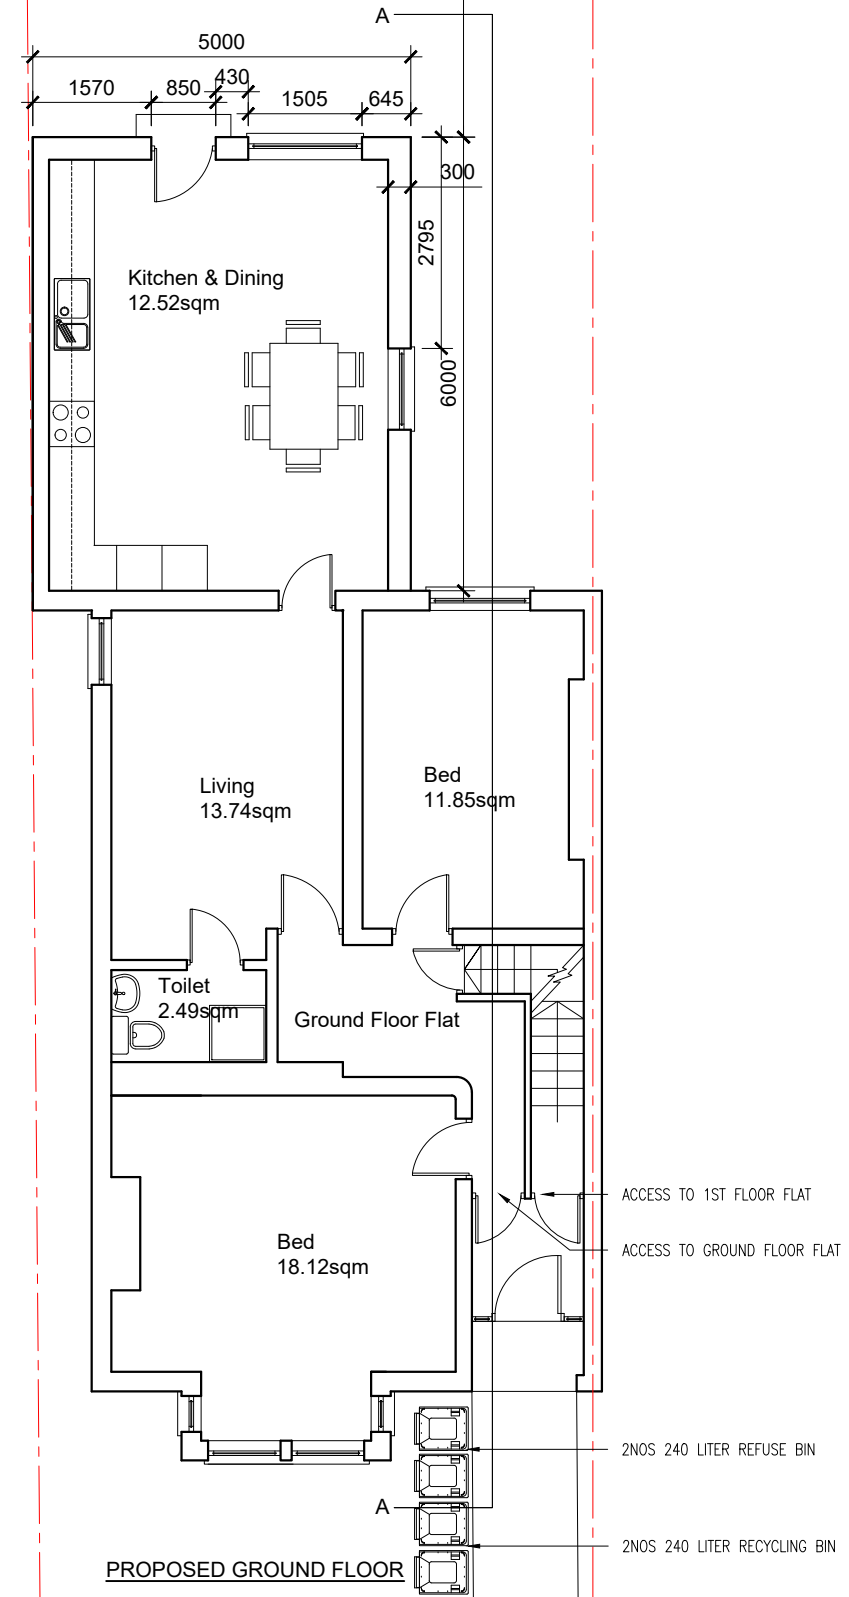 A
5000
1570
850
430
1505
645
300
2795
6000
Kitchen & Dining
12.52sqm
Living
13.74sqm
Bed
11.85sqm
Toilet
2.49sqm
Ground Floor Flat
ACCESS TO 1ST FLOOR FLAT
ACCESS TO GROUND FLOOR FLAT
Bed
18.12sqm
2NOS 240 LITER REFUSE BIN
A
2NOS 240 LITER RECYCLING BIN
PROPOSED GROUND FLOOR